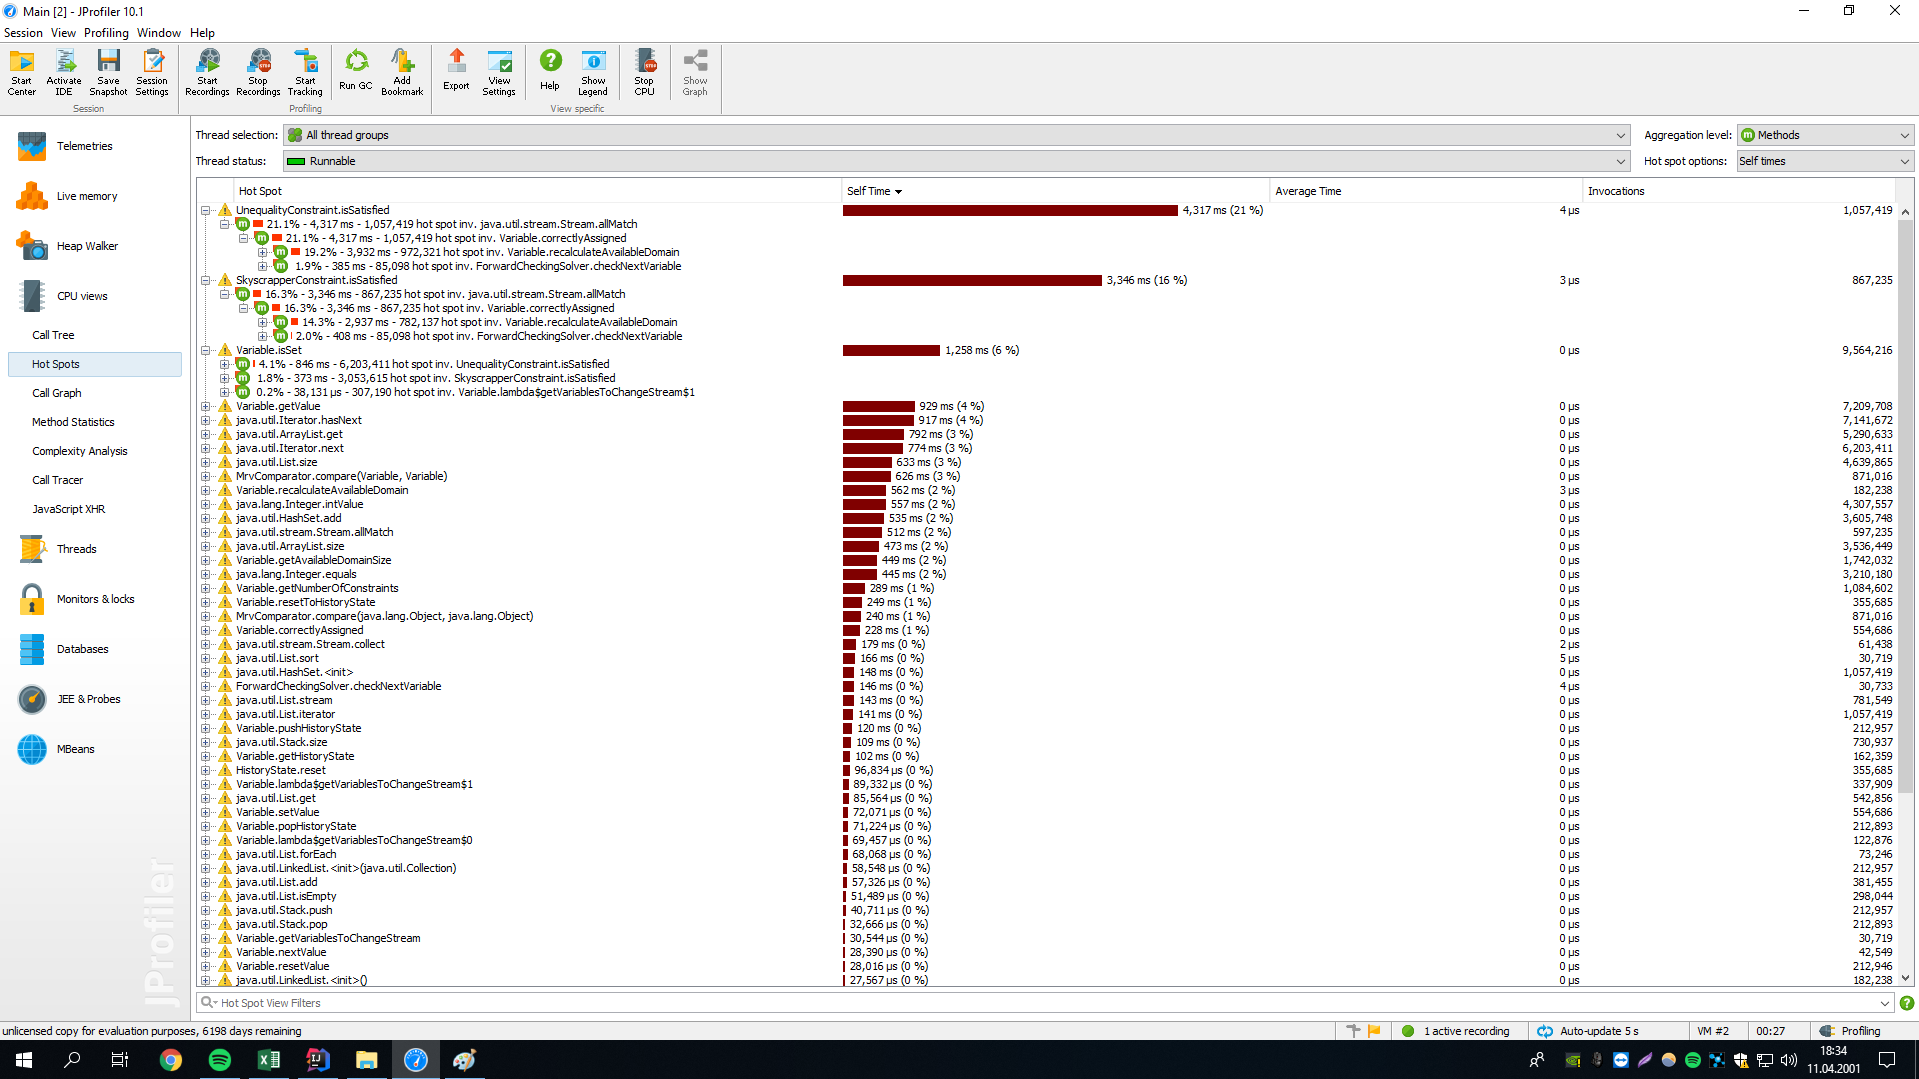 Main [2] - JProfiler 10.1
Session View Profiling Window Help
Start Center
Activate IDE
Save Snapshot
Session Settings
Start Recordings
Stop Recordings
Start Tracking
Run GC
Add Bookmark
Export
View Settings
Help
Show Legend
Stop CPU
Show Graph
Session
Profiling
View specific
Telemetries
Live memory
Heap Walker
CPU views
Call Tree
Hot Spots
Call Graph
Method Statistics
Complexity Analysis
Call Tracer
JavaScript XHR
Threads
Monitors & locks
Databases
JEE & Probes
MBeans
JProfiler
Thread selection: All thread groups Aggregation level: Methods
Thread status: Runnable Hot spot options: Self times
Hot Spot Self Time Average Time Invocations
UnequalityConstraint.isSatisfied 4,317 ms (21 %) 4 µs 1,057,419
21.1% - 4,317 ms - 1,057,419 hot spot inv. java.util.stream.Stream.allMatch
21.1% - 4,317 ms - 1,057,419 hot spot inv. Variable.correctlyAssigned
19.2% - 3,932 ms - 972,321 hot spot inv. Variable.recalculateAvailableDomain
1.9% - 385 ms - 85,098 hot spot inv. ForwardCheckingSolver.checkNextVariable
SkyscrapperConstraint.isSatisfied 3,346 ms (16 %) 3 µs 867,235
16.3% - 3,346 ms - 867,235 hot spot inv. java.util.stream.Stream.allMatch
16.3% - 3,346 ms - 867,235 hot spot inv. Variable.correctlyAssigned
14.3% - 2,937 ms - 782,137 hot spot inv. Variable.recalculateAvailableDomain
2.0% - 408 ms - 85,098 hot spot inv. ForwardCheckingSolver.checkNextVariable
Variable.isSet 1,258 ms (6 %) 0 µs 9,564,216
4.1% - 846 ms - 6,203,411 hot spot inv. UnequalityConstraint.isSatisfied
1.8% - 373 ms - 3,053,615 hot spot inv. SkyscrapperConstraint.isSatisfied
0.2% - 38,131 µs - 307,190 hot spot inv. Variable.lambda$getVariablesToChangeStream$1
Variable.getValue 929 ms (4 %) 0 µs 7,209,708
java.util.Iterator.hasNext 917 ms (4 %) 0 µs 7,141,672
java.util.ArrayList.get 792 ms (3 %) 0 µs 5,290,633
java.util.Iterator.next 774 ms (3 %) 0 µs 6,203,411
java.util.List.size 633 ms (3 %) 0 µs 4,639,865
MrvComparator.compare(Variable, Variable) 626 ms (3 %) 0 µs 871,016
Variable.recalculateAvailableDomain 562 ms (2 %) 3 µs 182,238
java.lang.Integer.intValue 557 ms (2 %) 0 µs 4,307,557
java.util.HashSet.add 535 ms (2 %) 0 µs 3,605,748
java.util.stream.Stream.allMatch 512 ms (2 %) 0 µs 597,235
java.util.ArrayList.size 473 ms (2 %) 0 µs 3,536,449
Variable.getAvailableDomainSize 449 ms (2 %) 0 µs 1,742,032
java.lang.Integer.equals 445 ms (2 %) 0 µs 3,210,180
Variable.getNumberOfConstraints 289 ms (1 %) 0 µs 1,084,602
Variable.resetToHistoryState 249 ms (1 %) 0 µs 355,685
MrvComparator.compare(java.lang.Object, java.lang.Object) 240 ms (1 %) 0 µs 871,016
Variable.correctlyAssigned 228 ms (1 %) 0 µs 554,686
java.util.stream.Stream.collect 179 ms (0 %) 2 µs 61,438
java.util.List.sort 166 ms (0 %) 5 µs 30,719
java.util.HashSet.<init> 148 ms (0 %) 0 µs 1,057,419
ForwardCheckingSolver.checkNextVariable 146 ms (0 %) 4 µs 30,733
java.util.List.stream 143 ms (0 %) 0 µs 781,549
java.util.List.iterator 141 ms (0 %) 0 µs 1,057,419
Variable.pushHistoryState 120 ms (0 %) 0 µs 212,957
java.util.Stack.size 109 ms (0 %) 0 µs 730,937
Variable.getHistoryState 102 ms (0 %) 0 µs 162,359
HistoryState.reset 96,834 µs (0 %) 0 µs 355,685
Variable.lambda$getVariablesToChangeStream$1 89,332 µs (0 %) 0 µs 337,909
java.util.List.get 85,564 µs (0 %) 0 µs 542,856
Variable.setValue 72,071 µs (0 %) 0 µs 554,686
Variable.popHistoryState 71,224 µs (0 %) 0 µs 212,893
Variable.lambda$getVariablesToChangeStream$0 69,457 µs (0 %) 0 µs 122,876
java.util.List.forEach 68,068 µs (0 %) 0 µs 73,246
java.util.LinkedList.<init>(java.util.Collection) 58,548 µs (0 %) 0 µs 212,957
java.util.List.add 57,326 µs (0 %) 0 µs 381,455
java.util.List.isEmpty 51,489 µs (0 %) 0 µs 298,044
java.util.Stack.push 40,711 µs (0 %) 0 µs 212,957
java.util.Stack.pop 32,666 µs (0 %) 0 µs 212,893
Variable.getVariablesToChangeStream 30,544 µs (0 %) 0 µs 30,719
Variable.nextValue 28,390 µs (0 %) 0 µs 42,549
Variable.resetValue 28,016 µs (0 %) 0 µs 212,946
java.util.LinkedList.<init>() 27,567 µs (0 %) 0 µs 182,238
Hot Spot View Filters
unlicensed copy for evaluation purposes, 6198 days remaining 1 active recording Auto-update 5 s VM #2 00:27 Profiling
18:34
11.04.2001